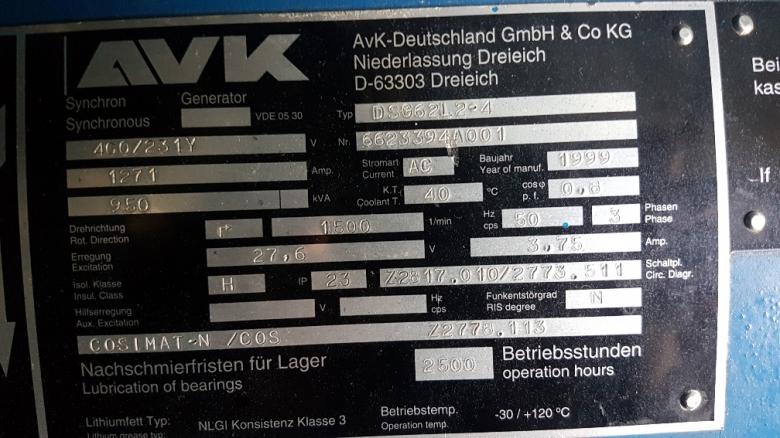 AVK
AvK-Deutschland GmbH & Co KG
Niederlassung Dreieich
D-63303 Dreieich
Synchron Generator
Synchronous VDE 05 30
Typ DSG62L2-4
400/231Y V
Nr. 6623394A001
1271 Amp.
Stromart AC
Current
Baujahr 1999
Year of manuf.
950 kVA
K.T. 40 °C
Coolant T.
cos φ 0,8
p. f.
Drehrichtung r 1500 1/min
Rot. Direction
Hz 50 3 Phasen
cps Phase
Erregung 27,6 V 3,75 Amp.
Excitation
Isol. Klasse H IP 23 Z2817.010/2773.511 Schaltpl.
Insul. Class Circ. Diagr.
Hilfserregung V Hz
Aux. Excitation cps
Funkentstörgrad N
RIS degree
COSIMAT-N /COS Z2778.113
Nachschmierfristen für Lager 2500 Betriebsstunden
Lubrication of bearings operation hours
Lithiumfett Typ: NLGI Konsistenz Klasse 3 Betriebstemp. -30 / +120 °C
Lithium grease typ: Operation temp.
Bei
kas
If